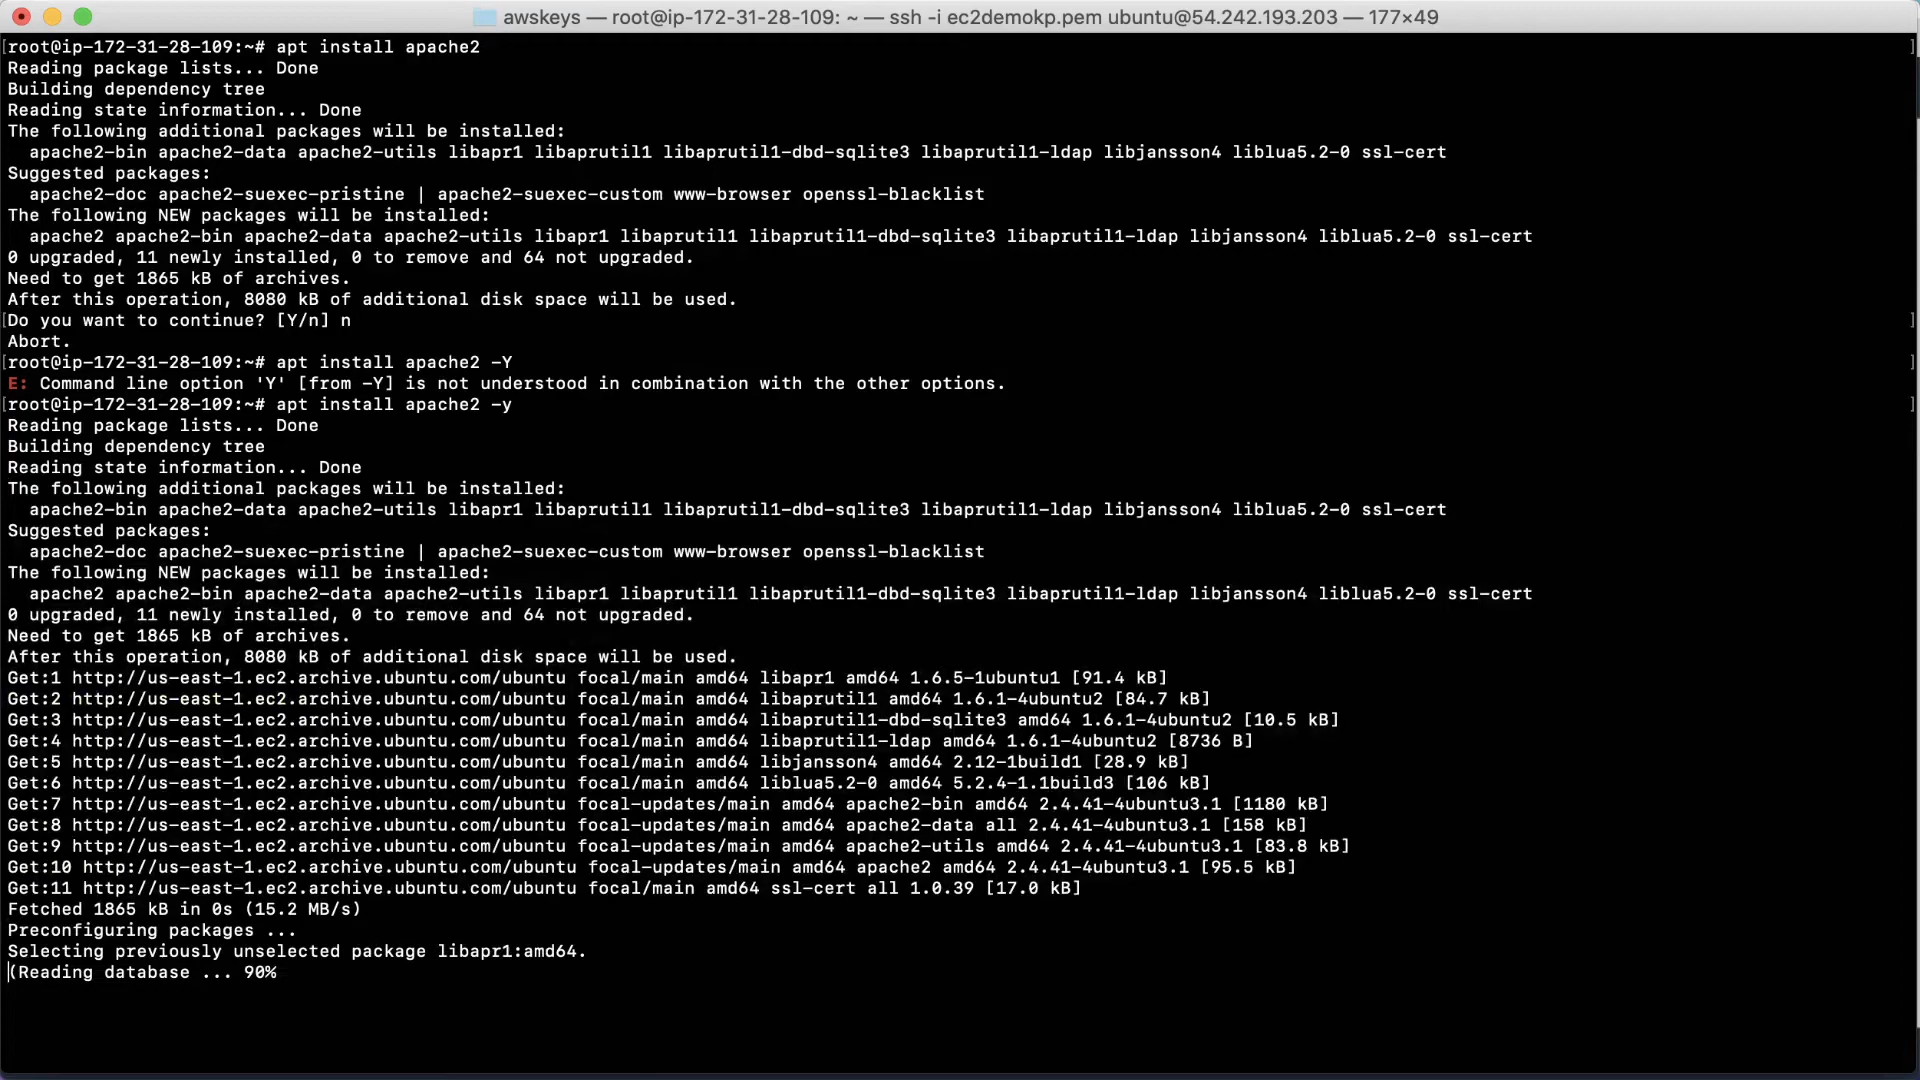 awskeys — root@ip-172-31-28-109: ~ — ssh -i ec2demokp.pem ubuntu@54.242.193.203 — 177×49
[root@ip-172-31-28-109:~# apt install apache2 ]
Reading package lists... Done
Building dependency tree
Reading state information... Done
The following additional packages will be installed:
  apache2-bin apache2-data apache2-utils libapr1 libaprutil1 libaprutil1-dbd-sqlite3 libaprutil1-ldap libjansson4 liblua5.2-0 ssl-cert
Suggested packages:
  apache2-doc apache2-suexec-pristine | apache2-suexec-custom www-browser openssl-blacklist
The following NEW packages will be installed:
  apache2 apache2-bin apache2-data apache2-utils libapr1 libaprutil1 libaprutil1-dbd-sqlite3 libaprutil1-ldap libjansson4 liblua5.2-0 ssl-cert
0 upgraded, 11 newly installed, 0 to remove and 64 not upgraded.
Need to get 1865 kB of archives.
After this operation, 8080 kB of additional disk space will be used.
[Do you want to continue? [Y/n] n ]
Abort.
[root@ip-172-31-28-109:~# apt install apache2 -Y ]
E: Command line option 'Y' [from -Y] is not understood in combination with the other options.
[root@ip-172-31-28-109:~# apt install apache2 -y ]
Reading package lists... Done
Building dependency tree
Reading state information... Done
The following additional packages will be installed:
  apache2-bin apache2-data apache2-utils libapr1 libaprutil1 libaprutil1-dbd-sqlite3 libaprutil1-ldap libjansson4 liblua5.2-0 ssl-cert
Suggested packages:
  apache2-doc apache2-suexec-pristine | apache2-suexec-custom www-browser openssl-blacklist
The following NEW packages will be installed:
  apache2 apache2-bin apache2-data apache2-utils libapr1 libaprutil1 libaprutil1-dbd-sqlite3 libaprutil1-ldap libjansson4 liblua5.2-0 ssl-cert
0 upgraded, 11 newly installed, 0 to remove and 64 not upgraded.
Need to get 1865 kB of archives.
After this operation, 8080 kB of additional disk space will be used.
Get:1 http://us-east-1.ec2.archive.ubuntu.com/ubuntu focal/main amd64 libapr1 amd64 1.6.5-1ubuntu1 [91.4 kB]
Get:2 http://us-east-1.ec2.archive.ubuntu.com/ubuntu focal/main amd64 libaprutil1 amd64 1.6.1-4ubuntu2 [84.7 kB]
Get:3 http://us-east-1.ec2.archive.ubuntu.com/ubuntu focal/main amd64 libaprutil1-dbd-sqlite3 amd64 1.6.1-4ubuntu2 [10.5 kB]
Get:4 http://us-east-1.ec2.archive.ubuntu.com/ubuntu focal/main amd64 libaprutil1-ldap amd64 1.6.1-4ubuntu2 [8736 B]
Get:5 http://us-east-1.ec2.archive.ubuntu.com/ubuntu focal/main amd64 libjansson4 amd64 2.12-1build1 [28.9 kB]
Get:6 http://us-east-1.ec2.archive.ubuntu.com/ubuntu focal/main amd64 liblua5.2-0 amd64 5.2.4-1.1build3 [106 kB]
Get:7 http://us-east-1.ec2.archive.ubuntu.com/ubuntu focal-updates/main amd64 apache2-bin amd64 2.4.41-4ubuntu3.1 [1180 kB]
Get:8 http://us-east-1.ec2.archive.ubuntu.com/ubuntu focal-updates/main amd64 apache2-data all 2.4.41-4ubuntu3.1 [158 kB]
Get:9 http://us-east-1.ec2.archive.ubuntu.com/ubuntu focal-updates/main amd64 apache2-utils amd64 2.4.41-4ubuntu3.1 [83.8 kB]
Get:10 http://us-east-1.ec2.archive.ubuntu.com/ubuntu focal-updates/main amd64 apache2 amd64 2.4.41-4ubuntu3.1 [95.5 kB]
Get:11 http://us-east-1.ec2.archive.ubuntu.com/ubuntu focal/main amd64 ssl-cert all 1.0.39 [17.0 kB]
Fetched 1865 kB in 0s (15.2 MB/s)
Preconfiguring packages ...
Selecting previously unselected package libapr1:amd64.
(Reading database ... 90%